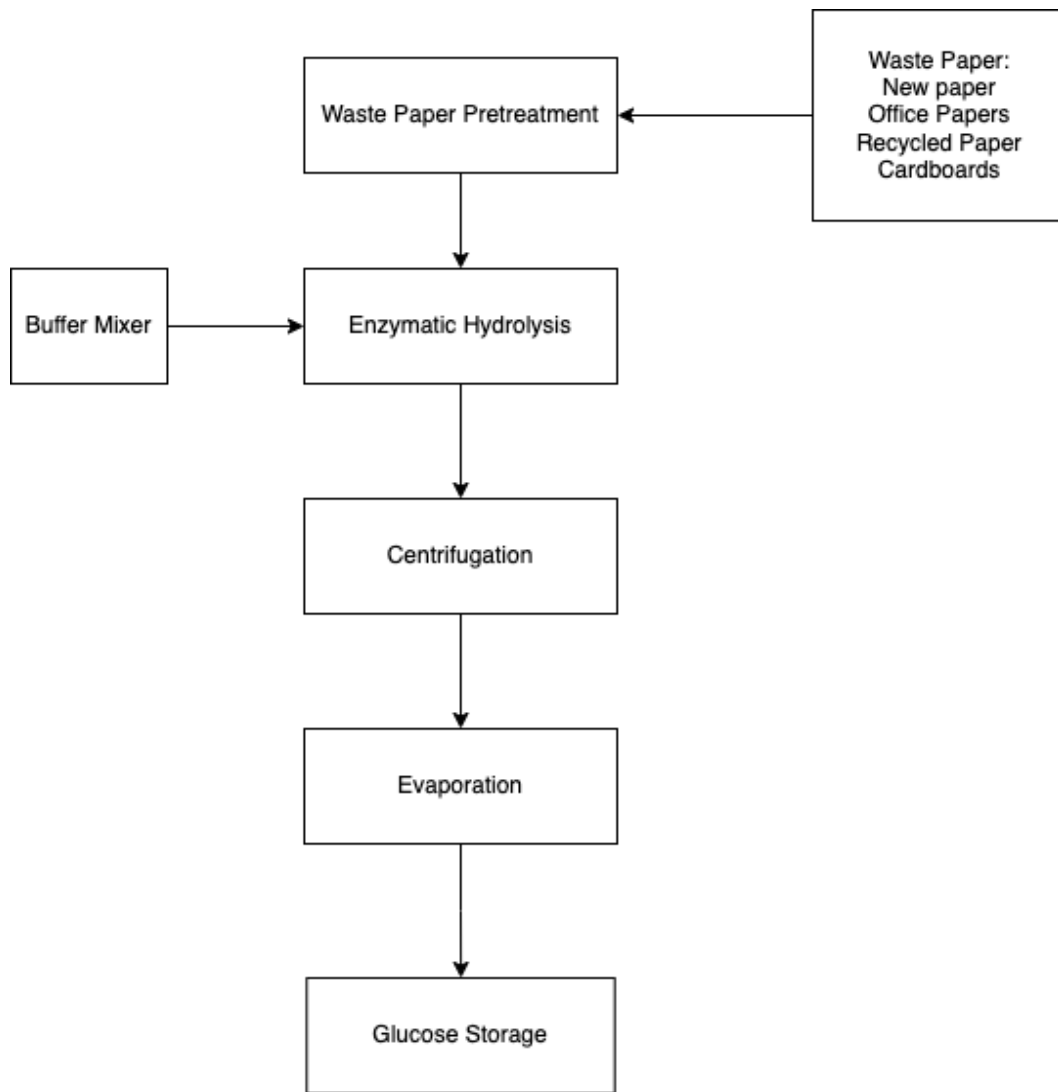 Waste Paper:
New paper
Office Papers
Recycled Paper
Cardboards
Waste Paper Pretreatment
Buffer Mixer
Enzymatic Hydrolysis
Centrifugation
Evaporation
Glucose Storage